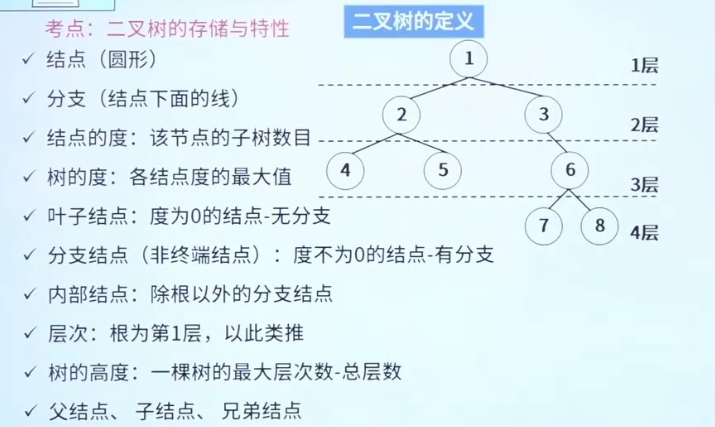 考点：二叉树的存储与特性
二叉树的定义
✓ 结点（圆形）
✓ 分支（结点下面的线）
✓ 结点的度：该节点的子树数目
✓ 树的度：各结点度的最大值
✓ 叶子结点：度为0的结点-无分支
✓ 分支结点（非终端结点）：度不为0的结点-有分支
✓ 内部结点：除根以外的分支结点
✓ 层次：根为第1层，以此类推
✓ 树的高度：一棵树的最大层次数-总层数
✓ 父结点、子结点、兄弟结点
1
1层
2
3
2层
4
5
6
3层
7
8
4层